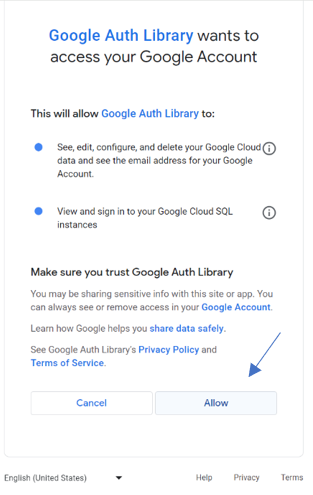 Google Auth Library wants to
access your Google Account
This will allow Google Auth Library to:
See, edit, configure, and delete your Google Cloud
data and see the email address for your Google
Account.
View and sign in to your Google Cloud SQL
instances
Make sure you trust Google Auth Library
You may be sharing sensitive info with this site or app. You
can always see or remove access in your Google Account.
Learn how Google helps you share data safely.
See Google Auth Library's Privacy Policy and
Terms of Service.
Cancel Allow
English (United States) Help Privacy Terms